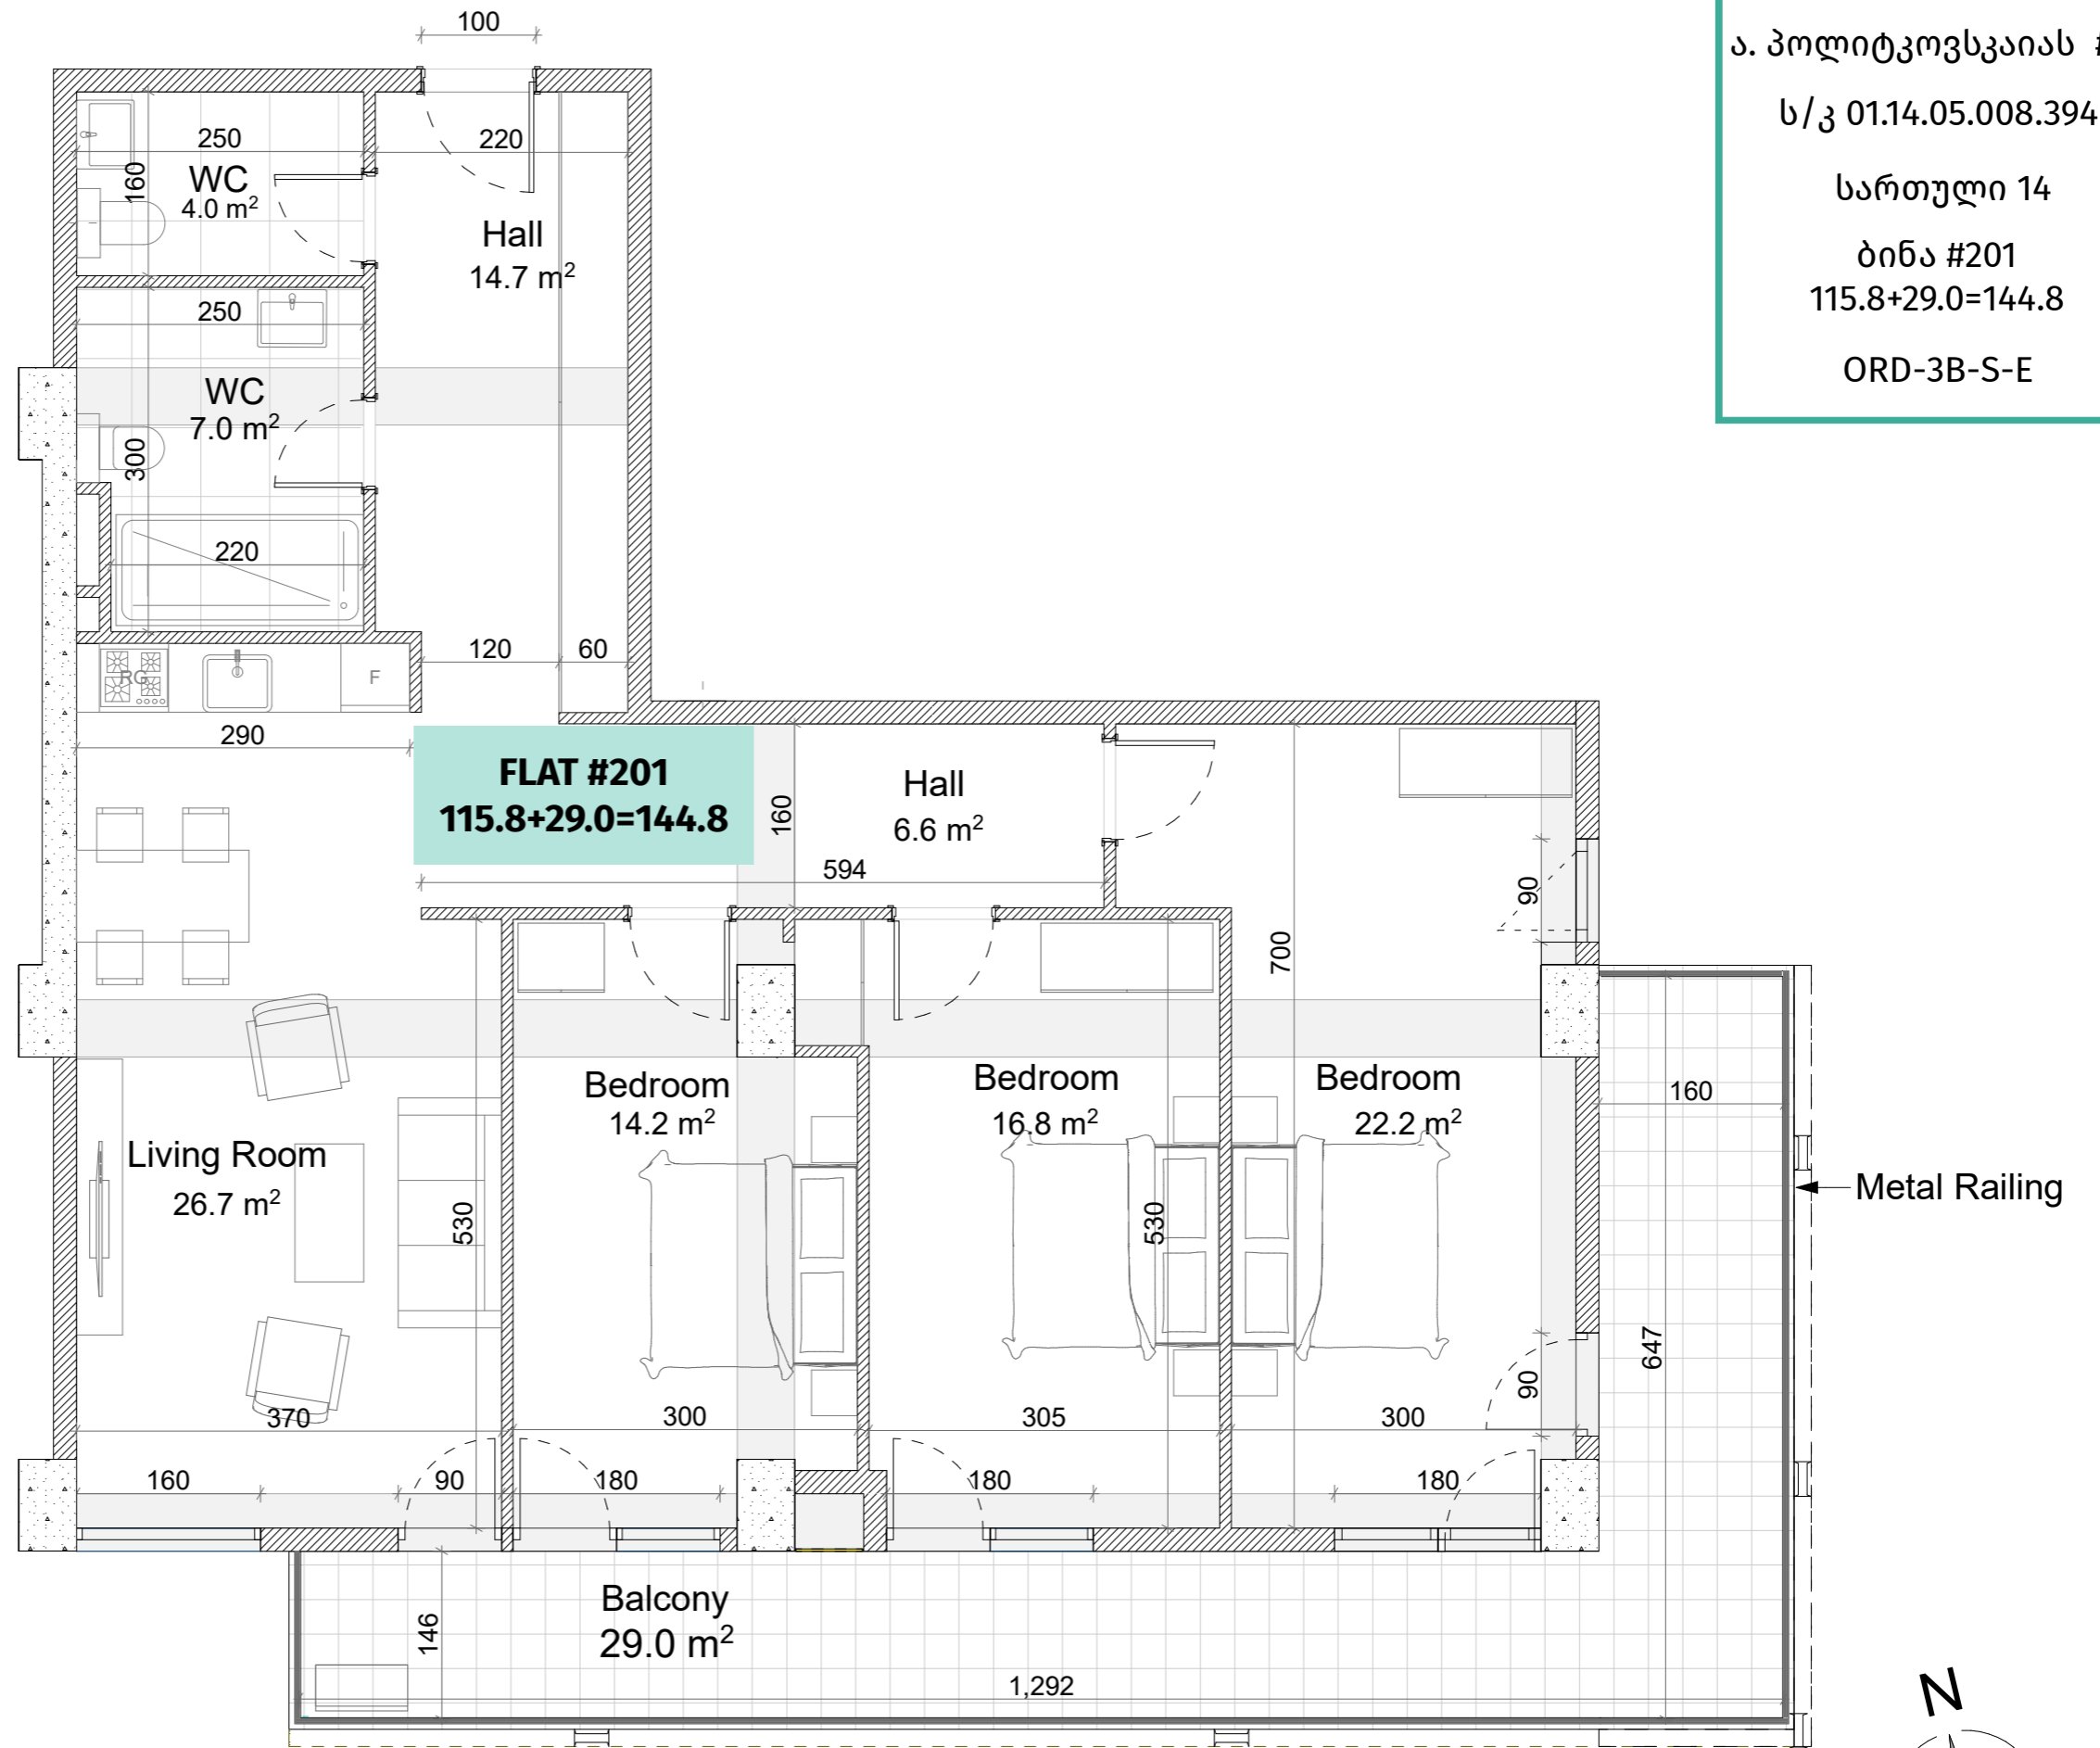 100
ა. პოლიტკოვსკაიას #
ს/კ 01.14.05.008.394
სართული 14
ბინა #201
115.8+29.0=144.8
ORD-3B-S-E
250
220
160
WC
4.0 m²
Hall
14.7 m²
250
WC
7.0 m²
300
220
120
60
RG
F
290
FLAT #201
115.8+29.0=144.8
160
Hall
6.6 m²
594
90
700
Bedroom
14.2 m²
Bedroom
16.8 m²
Bedroom
22.2 m²
160
Living Room
26.7 m²
Metal Railing
530
530
647
90
370
300
305
300
160
90
180
180
180
Balcony
29.0 m²
146
1,292
N